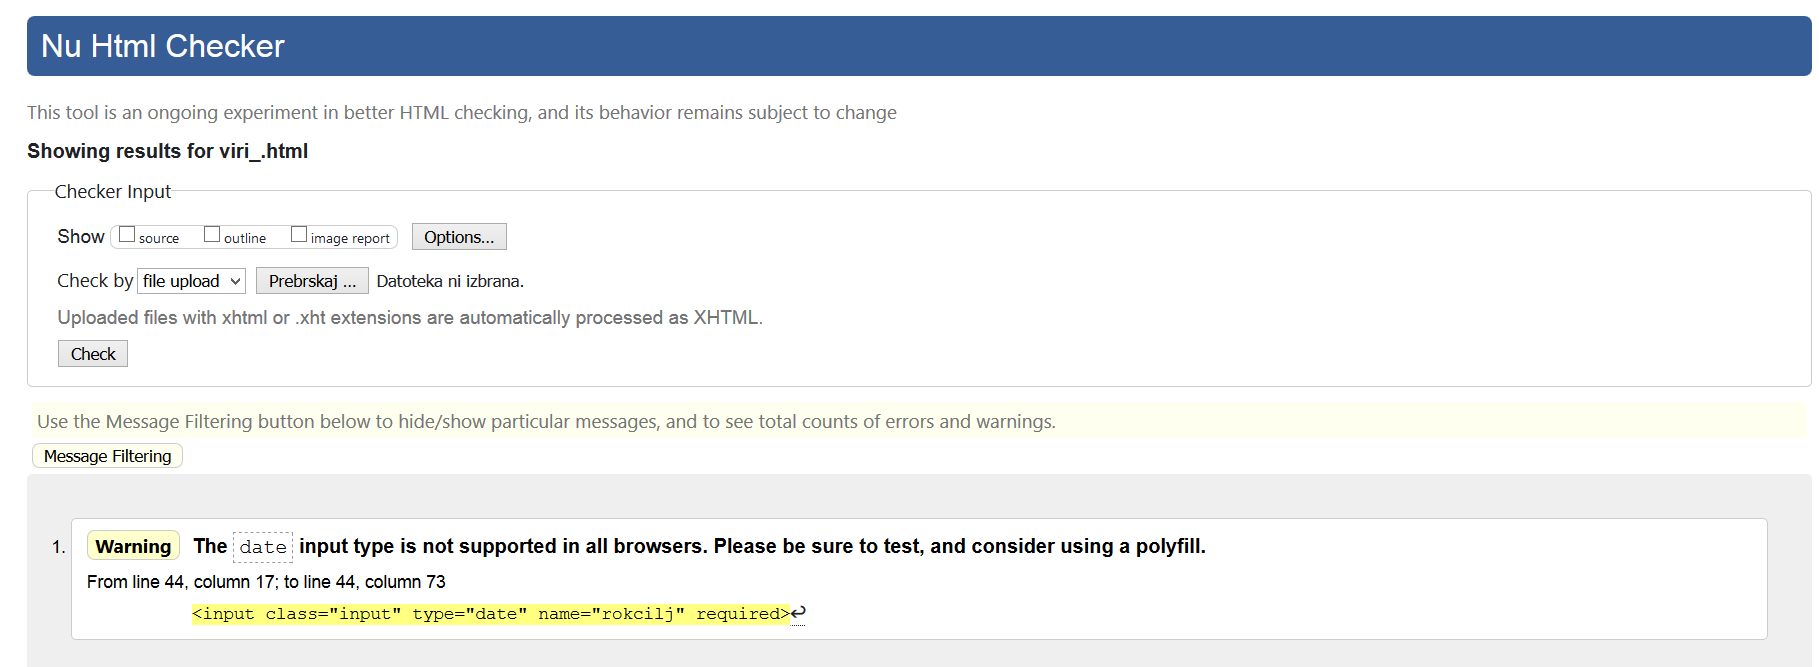 Nu Html Checker
This tool is an ongoing experiment in better HTML checking, and its behavior remains subject to change
Showing results for viri_.html
Checker Input
Show source outline image report Options...
Check by file upload Prebrskaj ... Datoteka ni izbrana.
Uploaded files with xhtml or .xht extensions are automatically processed as XHTML.
Check
Use the Message Filtering button below to hide/show particular messages, and to see total counts of errors and warnings.
Message Filtering
1. Warning The date input type is not supported in all browsers. Please be sure to test, and consider using a polyfill.
From line 44, column 17; to line 44, column 73
<input class="input" type="date" name="rokcilj" required>↩